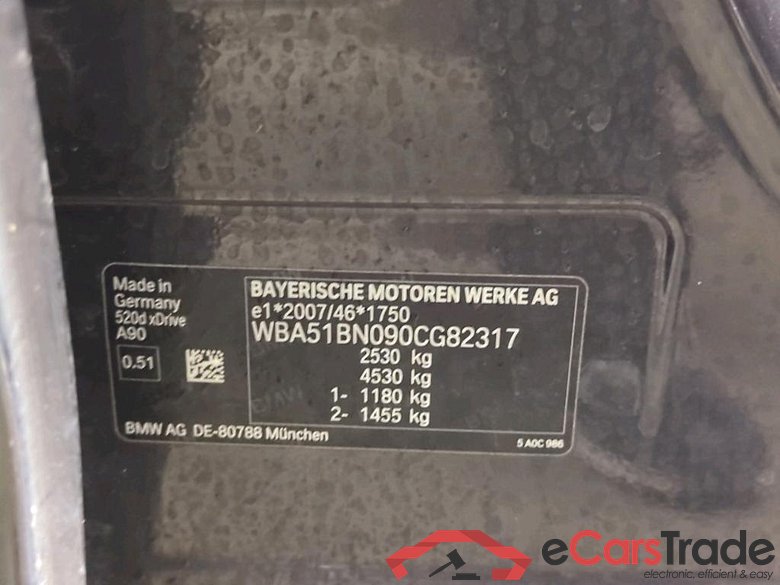 Made in
Germany
520d xDrive
A90
0.51
BAYERISCHE MOTOREN WERKE AG
e1*2007/46*1750
WBA51BN090CG82317
2530 kg
4530 kg
1- 1180 kg
2- 1455 kg
BMW AG DE-80788 München
5 A0C 986
eCarsTrade
electronic, efficient & easy